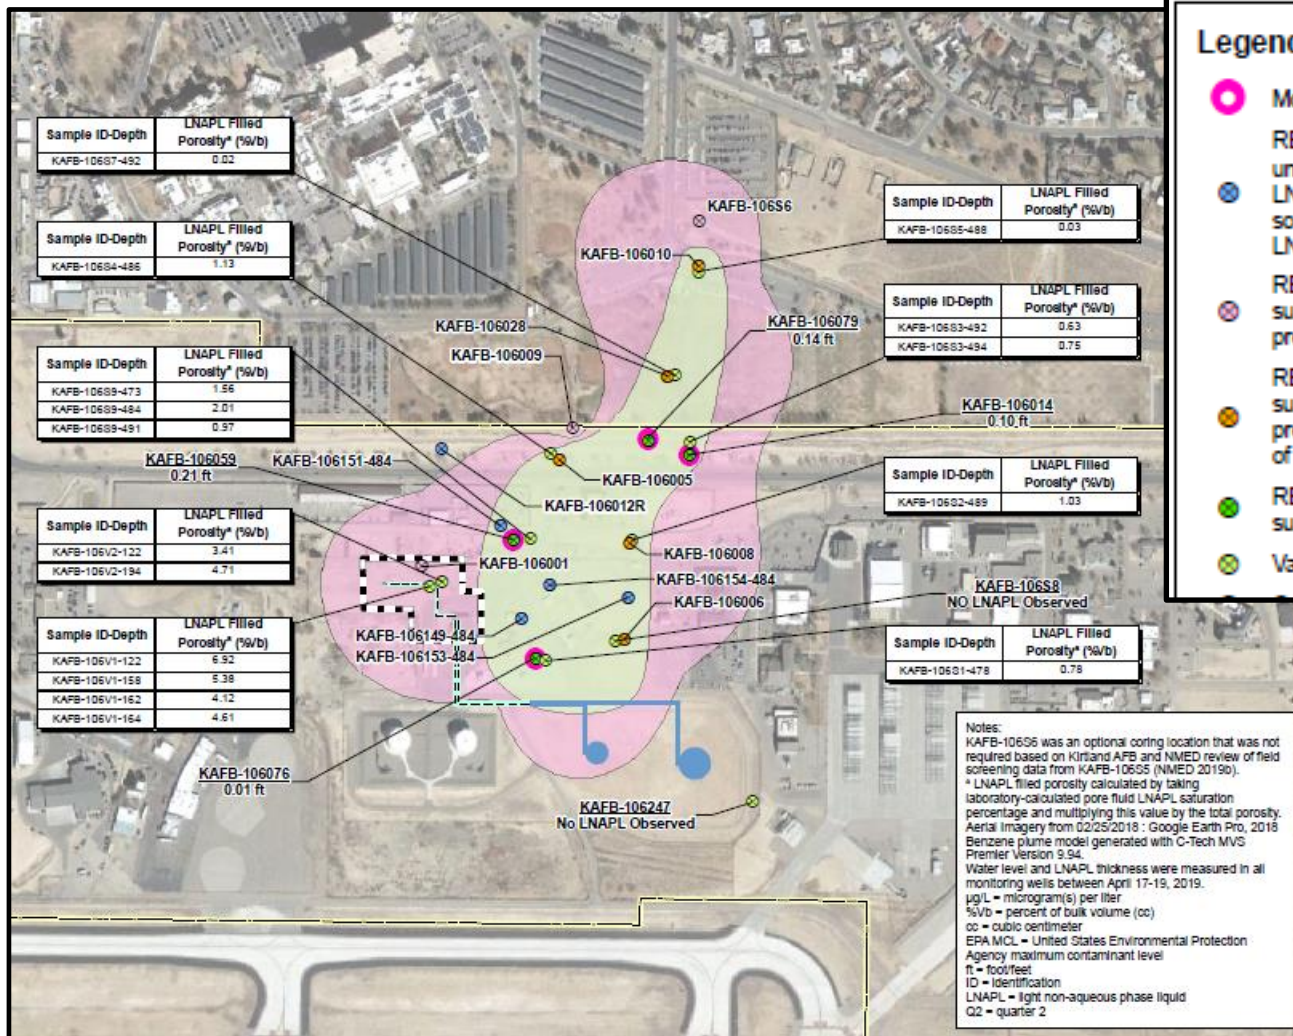 Legend
Sample ID-Depth LNAPL Filled Porosityᵃ (%Vb)
KAFB-106S7-492 0.02
Sample ID-Depth LNAPL Filled Porosityᵃ (%Vb)
KAFB-106S4-486 1.13
Sample ID-Depth LNAPL Filled Porosityᵃ (%Vb)
KAFB-106S9-473 1.56
KAFB-106S9-484 2.01
KAFB-106S9-491 0.97
KAFB-106059
0.21 ft
Sample ID-Depth LNAPL Filled Porosityᵃ (%Vb)
KAFB-106V2-122 3.41
KAFB-106V2-194 4.71
Sample ID-Depth LNAPL Filled Porosityᵃ (%Vb)
KAFB-106V1-122 6.92
KAFB-106V1-158 5.38
KAFB-106V1-162 4.12
KAFB-106V1-164 4.61
KAFB-106076
0.01 ft
KAFB-106S6
KAFB-106010
KAFB-106028
KAFB-106009
KAFB-106079
0.14 ft
KAFB-106014
0.10 ft
KAFB-106151-484
KAFB-106005
KAFB-106012R
KAFB-106001
KAFB-106008
KAFB-106154-484
KAFB-106006
KAFB-106149-484
KAFB-106153-484
KAFB-106S8
NO LNAPL Observed
KAFB-106247
No LNAPL Observed
Sample ID-Depth LNAPL Filled Porosityᵃ (%Vb)
KAFB-106S5-488 0.03
Sample ID-Depth LNAPL Filled Porosityᵃ (%Vb)
KAFB-106S3-492 0.63
KAFB-106S3-494 0.75
Sample ID-Depth LNAPL Filled Porosityᵃ (%Vb)
KAFB-106S2-489 1.03
Sample ID-Depth LNAPL Filled Porosityᵃ (%Vb)
KAFB-106S1-478 0.78
Notes:
KAFB-106S6 was an optional coring location that was not
required based on Kirtland AFB and NMED review of field
screening data from KAFB-106S5 (NMED 2019b).
ᵃ LNAPL filled porosity calculated by taking
laboratory-calculated pore fluid LNAPL saturation
percentage and multiplying this value by the total porosity.
Aerial Imagery from 02/25/2018 : Google Earth Pro, 2018
Benzene plume model generated with C-Tech MVS
Premier Version 9.94.
Water level and LNAPL thickness were measured in all
monitoring wells between April 17-19, 2019.
µg/L = microgram(s) per liter
%Vb = percent of bulk volume (cc)
cc = cubic centimeter
EPA MCL = United States Environmental Protection
Agency maximum contaminant level
ft = foot/feet
ID = Identification
LNAPL = light non-aqueous phase liquid
Q2 = quarter 2